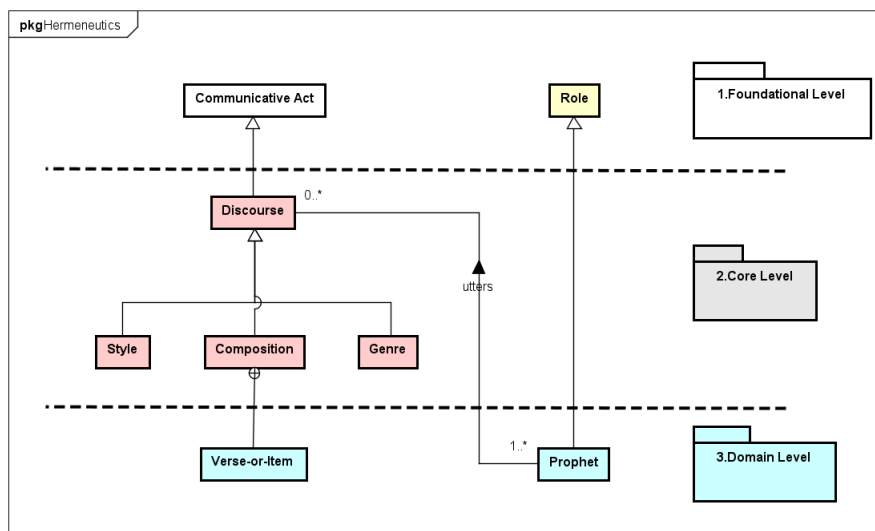 pkgHermeneutics
Communicative Act
Role
1.Foundational Level
0..*
Discourse
2.Core Level
utters
Style
Composition
Genre
1..*
3.Domain Level
Verse-or-Item
Prophet